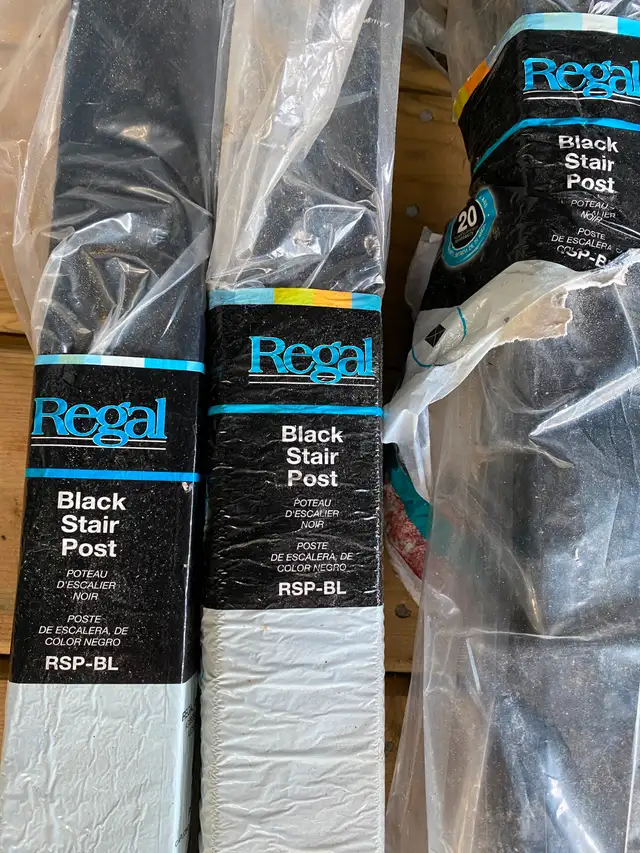 Regal
Black
Stair
Post
POTEAU
D'ESCALIER
NOIR
POSTE
DE ESCALERA, DE
COLOR NEGRO
RSP-BL
Regal
Black
Stair
Post
POTEAU
D'ESCALIER
NOIR
POSTE
DE ESCALERA, DE
COLOR NEGRO
RSP-BL
Regal
Black
Stair
Post
POTEAU
NOIR
POSTE
DE ESCALERA
20